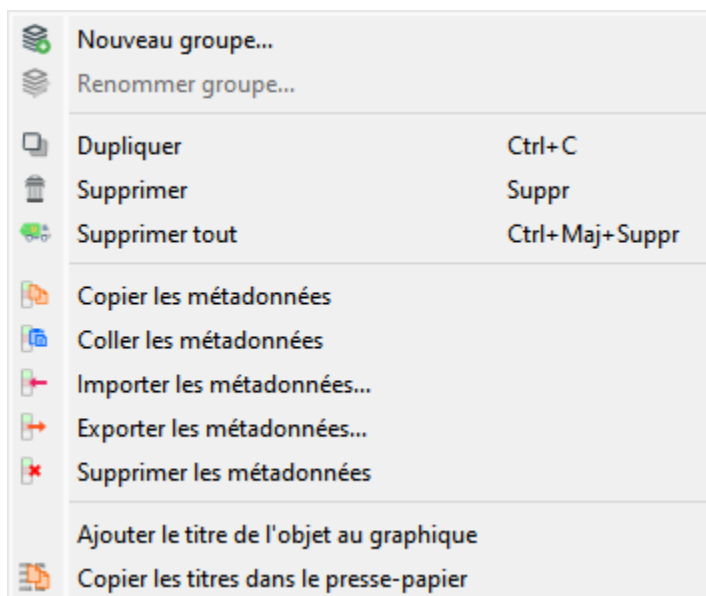 Nouveau groupe...
Renommer groupe...
Dupliquer Ctrl+C
Supprimer Suppr
Supprimer tout Ctrl+Maj+Suppr
Copier les métadonnées
Coller les métadonnées
Importer les métadonnées...
Exporter les métadonnées...
Supprimer les métadonnées
Ajouter le titre de l'objet au graphique
Copier les titres dans le presse-papier